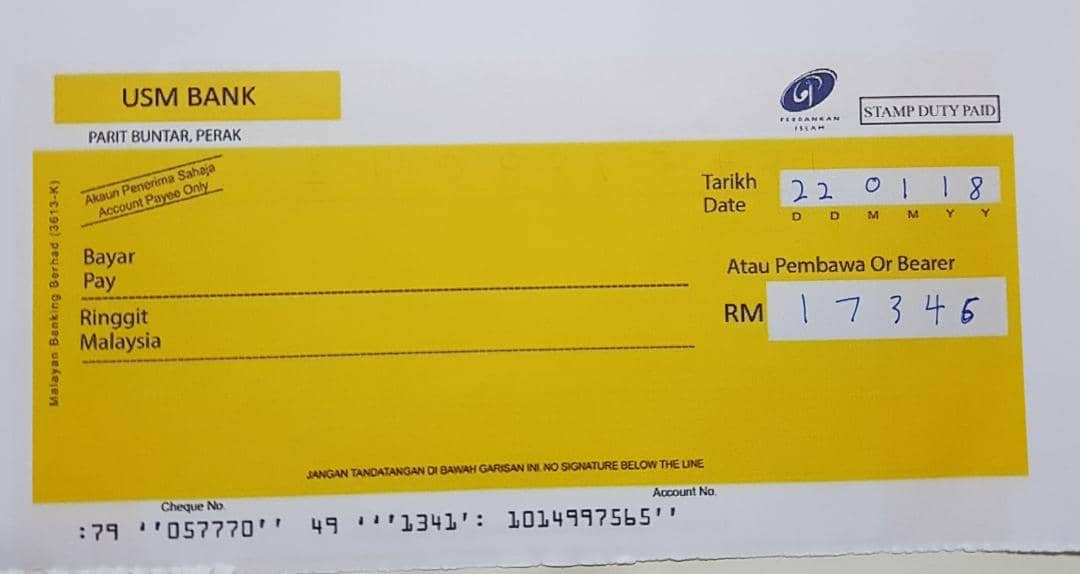 USM BANK
PARIT BUNTAR, PERAK
PERBANKAN
ISLAM
STAMP DUTY PAID
Malayan Banking Berhad (3613-K)
Akaun Penerima Sahaja
Account Payee Only
Tarikh
Date
22 01 18
D D M M Y Y
Bayar
Pay
Atau Pembawa Or Bearer
Ringgit
Malaysia
RM 17346
JANGAN TANDATANGAN DI BAWAH GARISAN INI. NO SIGNATURE BELOW THE LINE
Cheque No.
Account No.
:79 ''057770'' 49 '''1341': 1014997565''